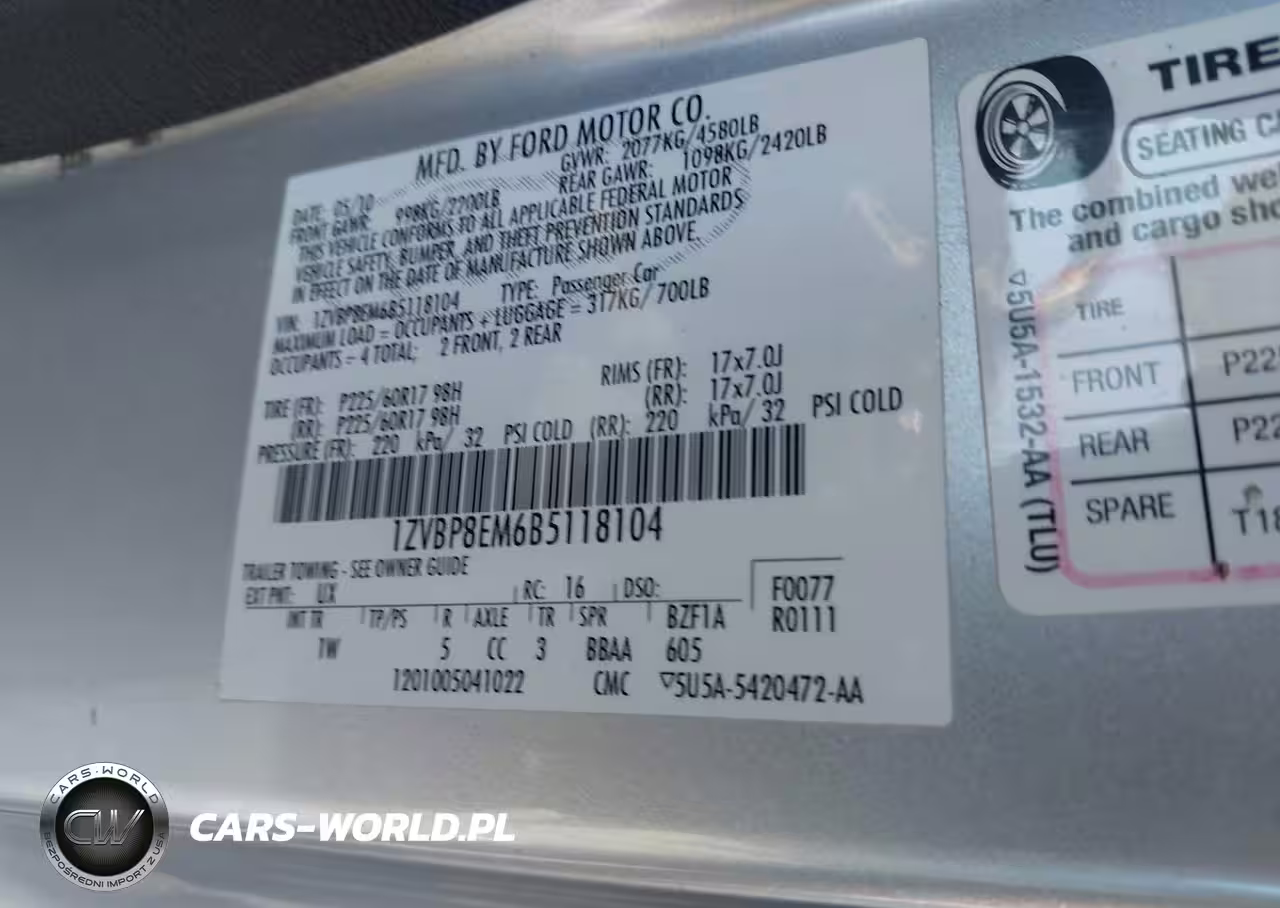 MFD. BY FORD MOTOR CO.
DATE: 05/10 GVWR: 2077KG/4580LB
FRONT GAWR: 998KG/2200LB REAR GAWR: 1098KG/2420LB
THIS VEHICLE CONFORMS TO ALL APPLICABLE FEDERAL MOTOR
VEHICLE SAFETY, BUMPER, AND THEFT PREVENTION STANDARDS
IN EFFECT ON THE DATE OF MANUFACTURE SHOWN ABOVE.
VIN: 1ZVBP8EM6B5118104 TYPE: Passenger Car
MAXIMUM LOAD = OCCUPANTS + LUGGAGE = 317KG/ 700LB
OCCUPANTS = 4 TOTAL; 2 FRONT, 2 REAR
TIRE (FR): P225/60R17 98H RIMS (FR): 17x7.0J
(RR): P225/60R17 98H (RR): 17x7.0J
PRESSURE (FR): 220 kPa/ 32 PSI COLD (RR): 220 kPa/ 32 PSI COLD
1ZVBP8EM6B5118104
TRAILER TOWING - SEE OWNER GUIDE
EXT PNT: UX RC: 16 DSO: F0077
INT TR TP/PS R AXLE TR SPR BZF1A R0111
TW 5 CC 3 BBAA 605
1201005041022 CMC ▽5U5A-5420472-AA
TIRE
SEATING
The combined
and cargo
TIRE
FRONT P22
REAR P22
SPARE T18
▽5U5A-1532-AA (TLU)
CARS-WORLD
CW
BEZPOŚREDNI IMPORT Z USA
CARS-WORLD.PL